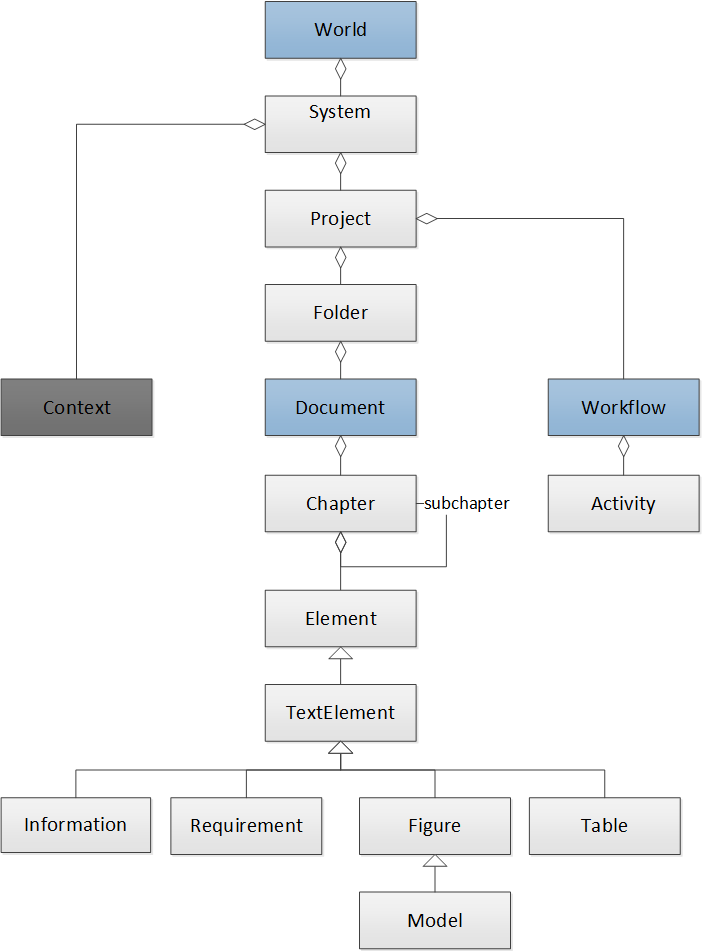 World
System
Project
Folder
Context
Document
Workflow
Chapter
subchapter
Activity
Element
TextElement
Information
Requirement
Figure
Table
Model